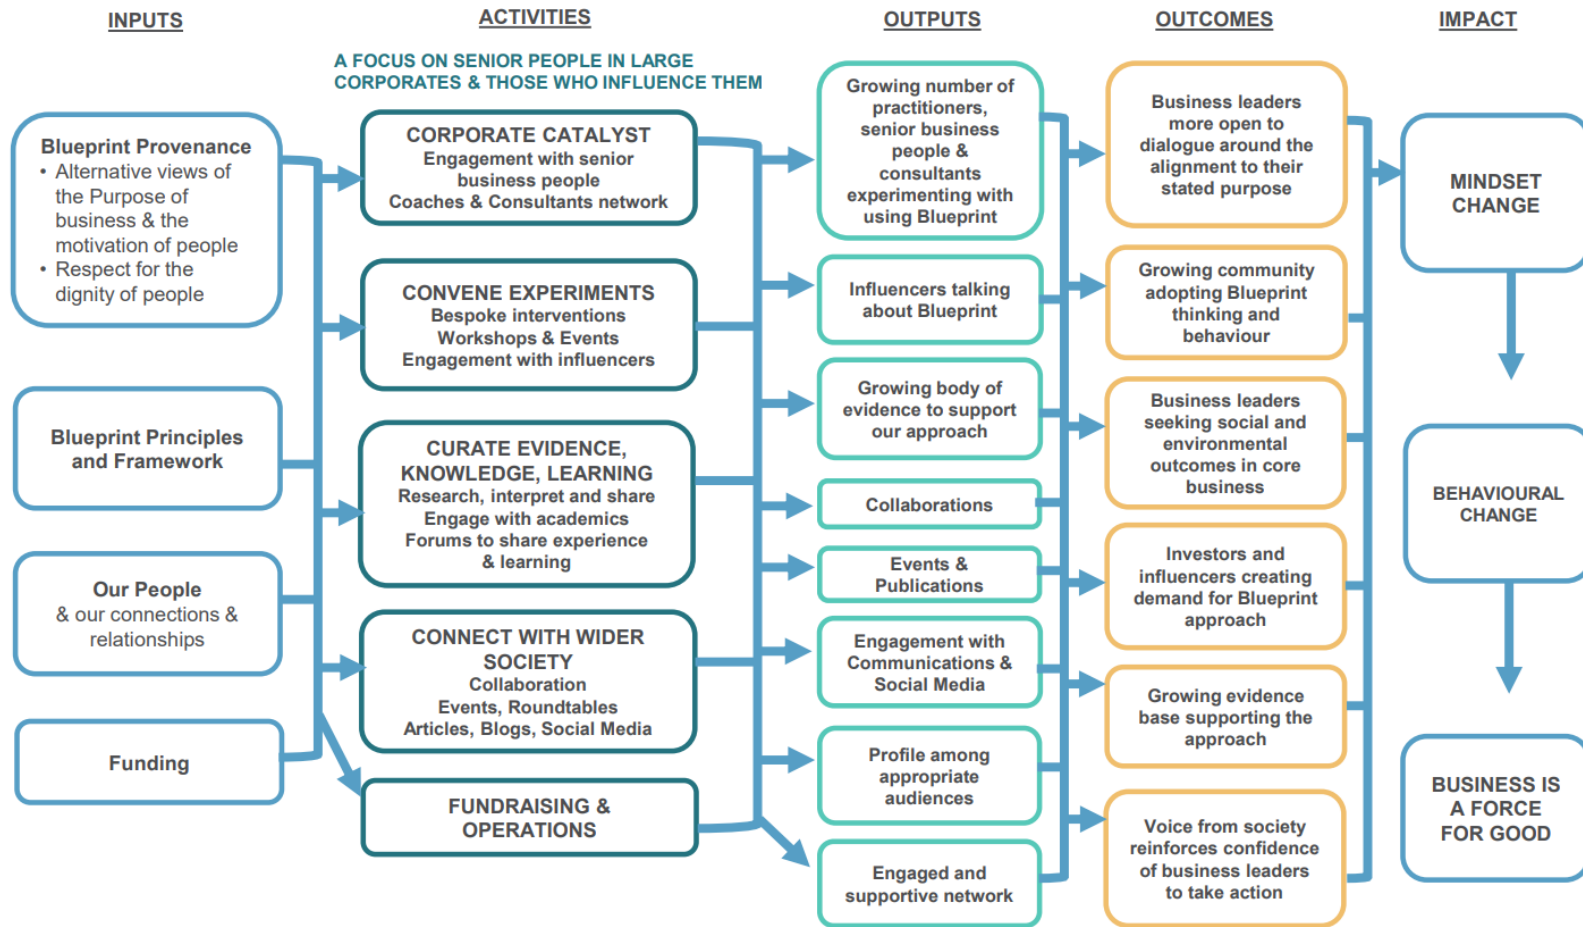 INPUTS
ACTIVITIES
OUTPUTS
OUTCOMES
IMPACT
A FOCUS ON SENIOR PEOPLE IN LARGE
CORPORATES & THOSE WHO INFLUENCE THEM
Blueprint Provenance
• Alternative views of
the Purpose of
business & the
motivation of people
• Respect for the
dignity of people
Blueprint Principles
and Framework
Our People
& our connections &
relationships
Funding
CORPORATE CATALYST
Engagement with senior
business people
Coaches & Consultants network
CONVENE EXPERIMENTS
Bespoke interventions
Workshops & Events
Engagement with influencers
CURATE EVIDENCE,
KNOWLEDGE, LEARNING
Research, interpret and share
Engage with academics
Forums to share experience
& learning
CONNECT WITH WIDER
SOCIETY
Collaboration
Events, Roundtables
Articles, Blogs, Social Media
FUNDRAISING &
OPERATIONS
Growing number of
practitioners,
senior business
people &
consultants
experimenting with
using Blueprint
Influencers talking
about Blueprint
Growing body of
evidence to support
our approach
Collaborations
Events &
Publications
Engagement with
Communications &
Social Media
Profile among
appropriate
audiences
Engaged and
supportive network
Business leaders
more open to
dialogue around the
alignment to their
stated purpose
Growing community
adopting Blueprint
thinking and
behaviour
Business leaders
seeking social and
environmental
outcomes in core
business
Investors and
influencers creating
demand for Blueprint
approach
Growing evidence
base supporting the
approach
Voice from society
reinforces confidence
of business leaders
to take action
MINDSET
CHANGE
BEHAVIOURAL
CHANGE
BUSINESS IS
A FORCE
FOR GOOD